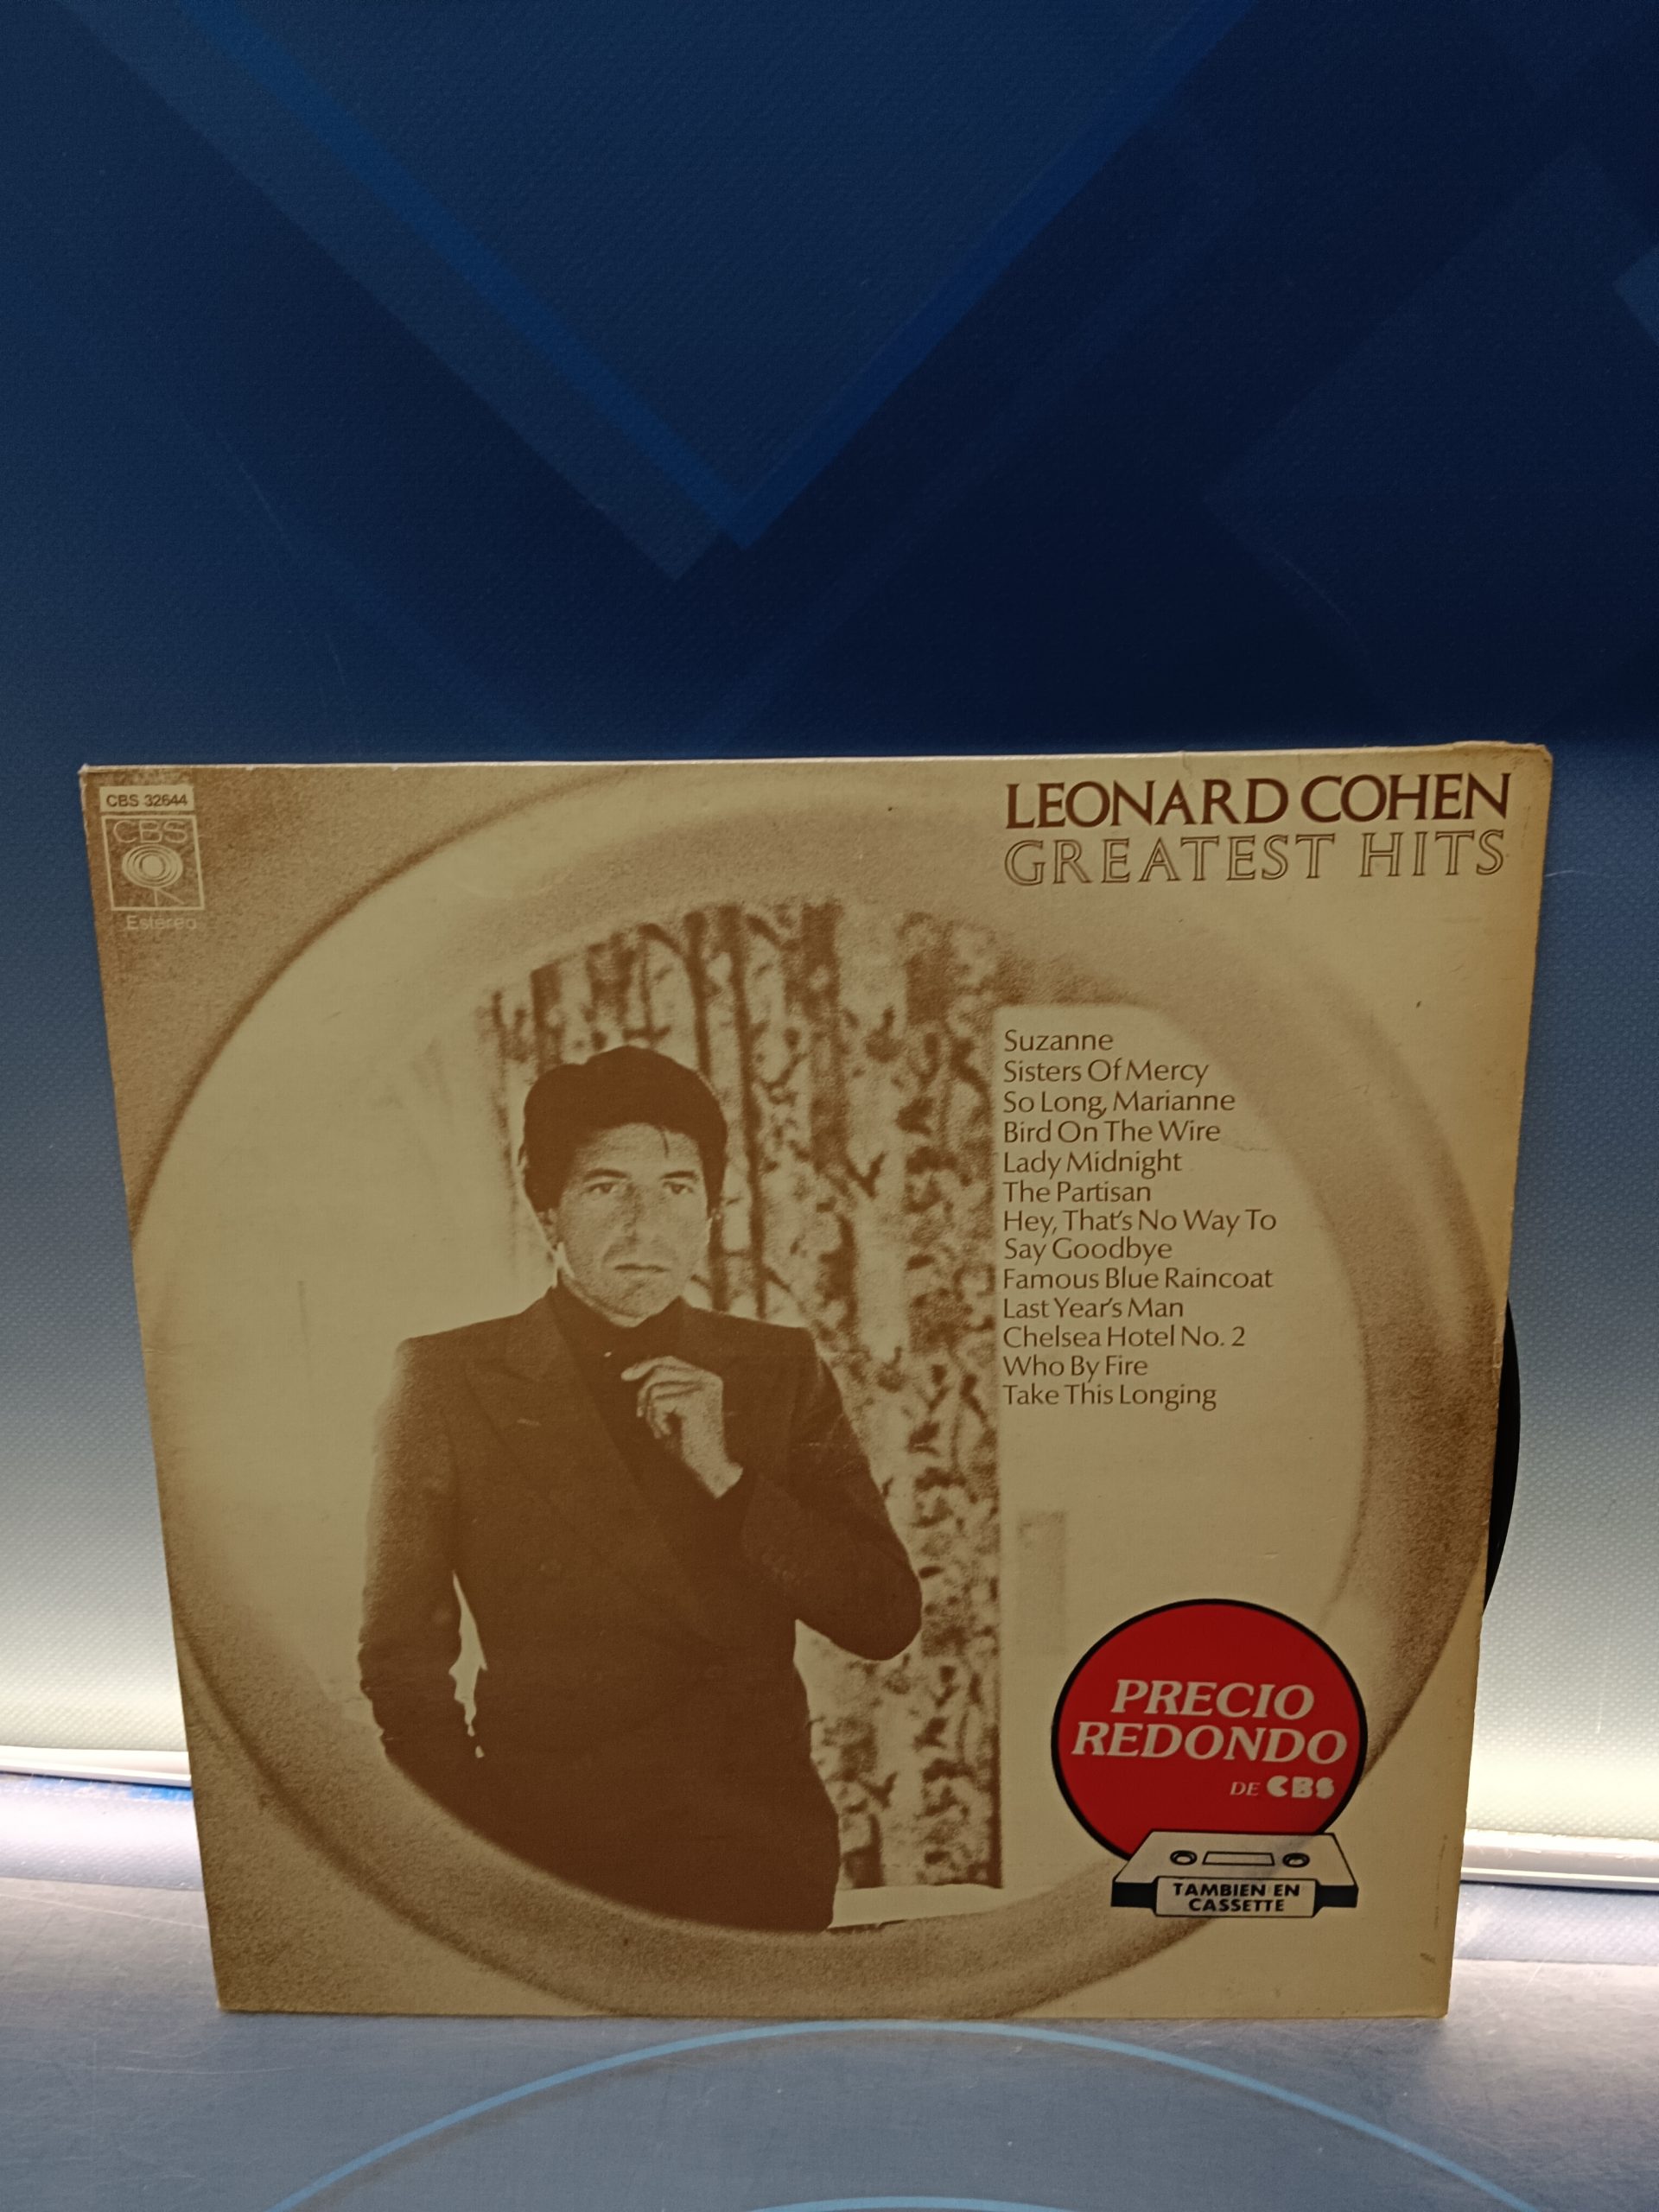 CBS 32644
CBS
Estéreo
LEONARD COHEN
GREATEST HITS
Suzanne
Sisters Of Mercy
So Long, Marianne
Bird On The Wire
Lady Midnight
The Partisan
Hey, That's No Way To
Say Goodbye
Famous Blue Raincoat
Last Year's Man
Chelsea Hotel No. 2
Who By Fire
Take This Longing
PRECIO
REDONDO
DE CBS
TAMBIEN EN
CASSETTE